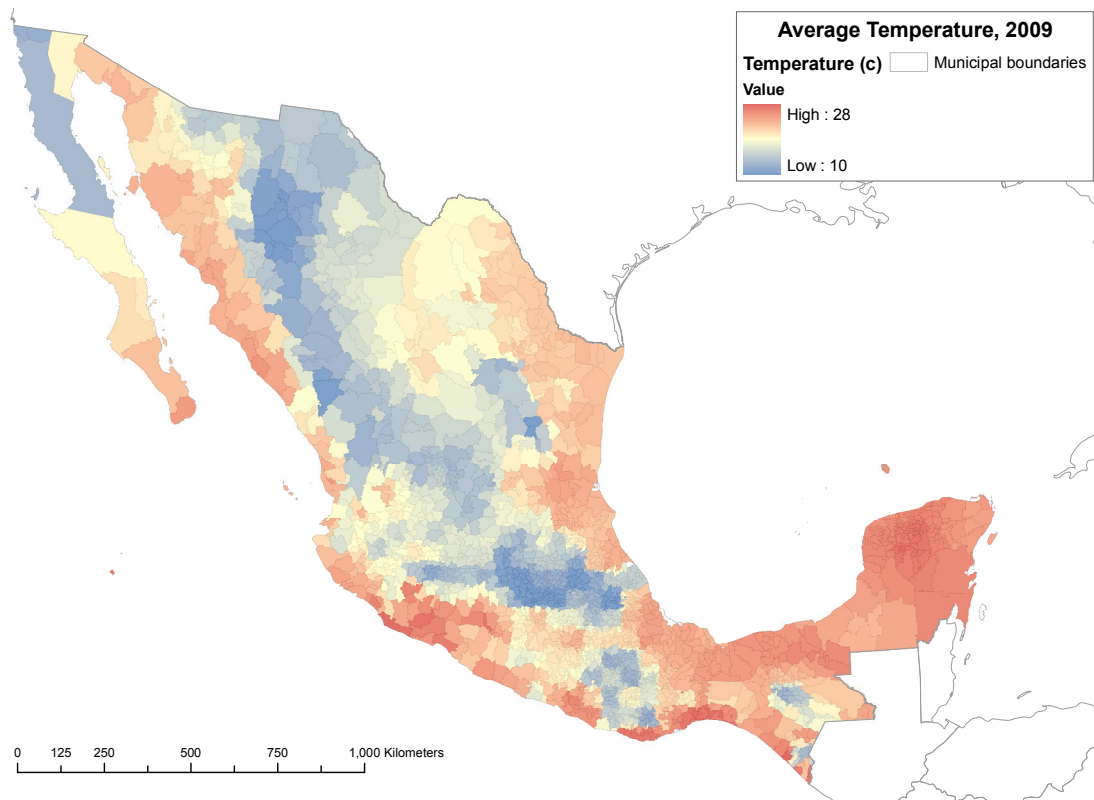 Average Temperature, 2009
Temperature (c) Municipal boundaries
Value
High : 28
Low : 10
0 125 250 500 750 1,000 Kilometers